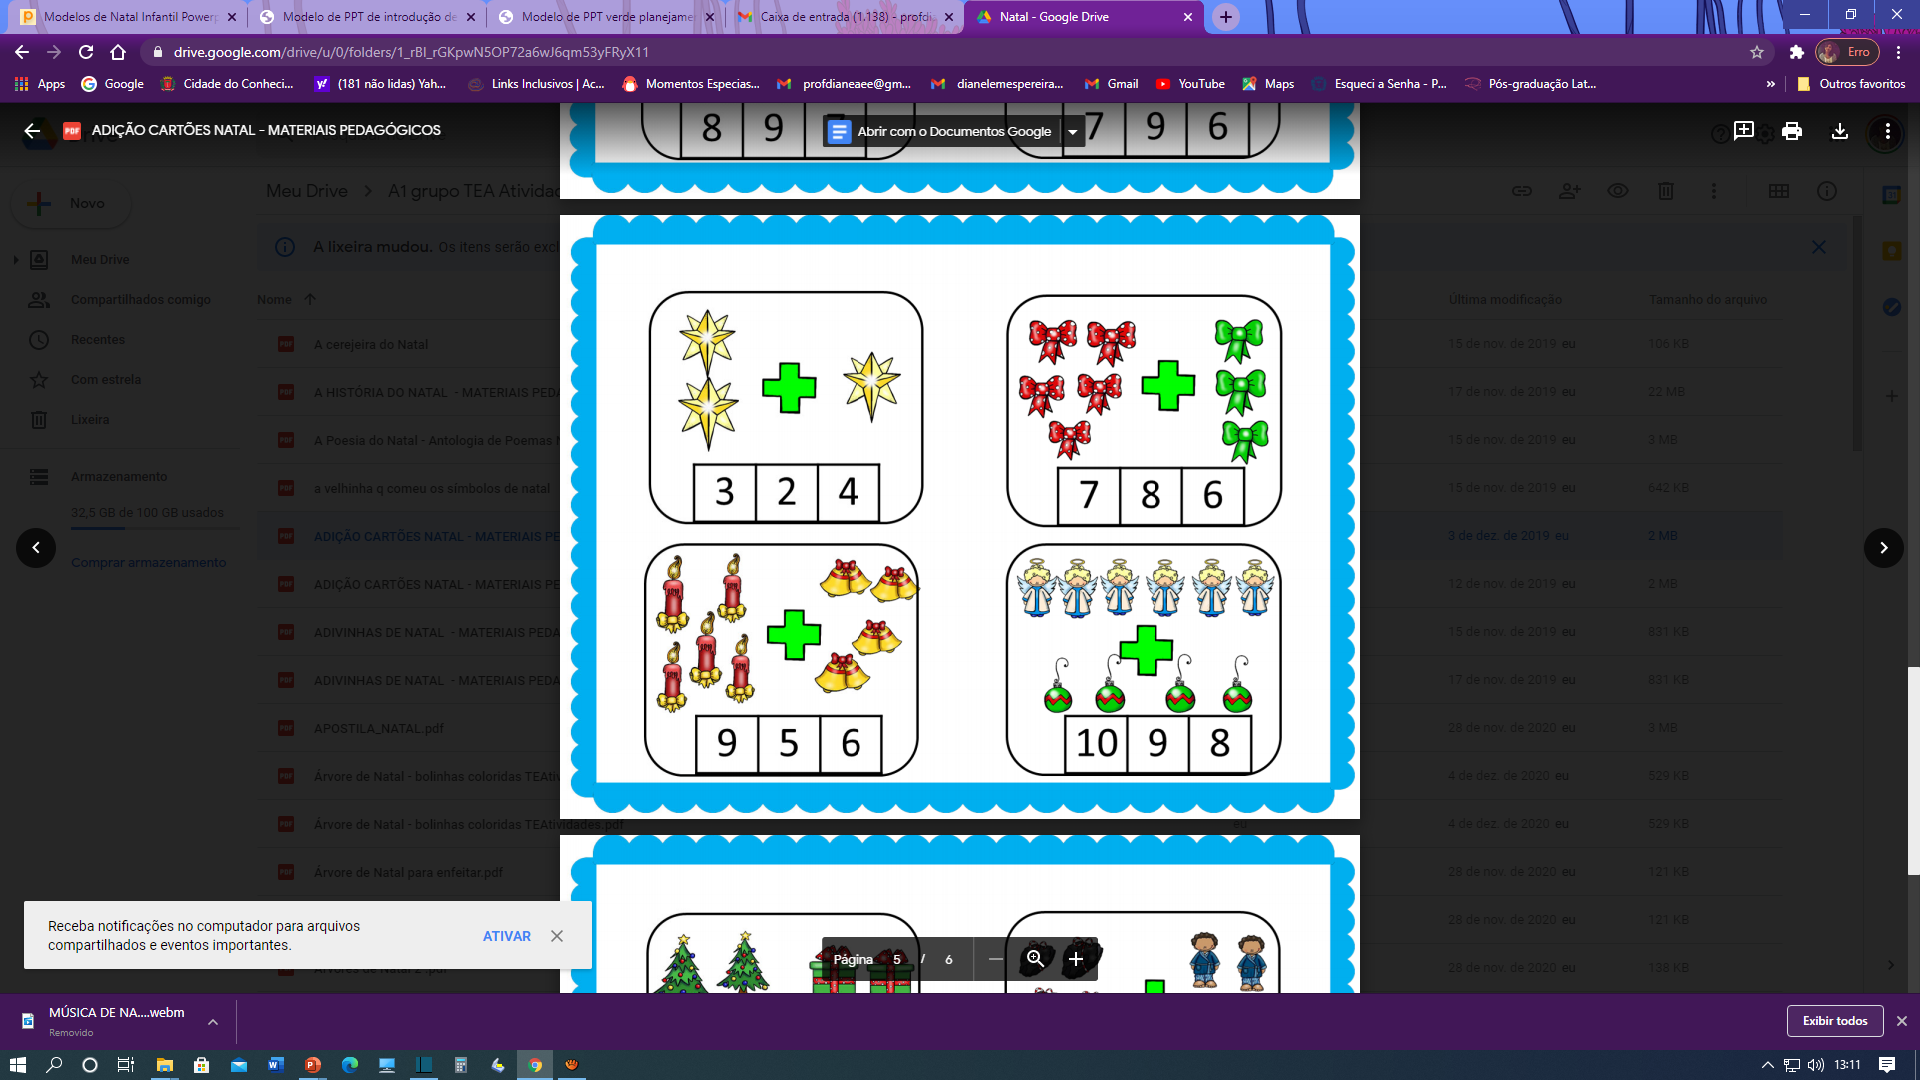 Modelos de Natal Infantil Powerp
Modelo de PPT de introdução de
Modelo de PPT verde planejame
Caixa de entrada (1.138) - profdi
Natal - Google Drive
drive.google.com/drive/u/0/folders/1_rBI_rGKpwN5OP72a6wJ6qm53yFRyX11
Erro
Apps
Google
Cidade do Conheci...
(181 não lidas) Yah...
Links Inclusivos | Ac...
Momentos Especias...
profdianeaee@gm...
dianelemespereira...
Gmail
YouTube
Maps
Esqueci a Senha - P...
Pós-graduação Lat...
»
Outros favoritos
PDF
ADIÇÃO CARTÕES NATAL - MATERIAIS PEDAGÓGICOS
Abrir com o Documentos Google
8 9
7 9 6
Novo
Meu Drive > A1 grupo TEA Ativida
A lixeira mudou. Os itens serão exc
Meu Drive
Compartilhados comigo
Recentes
Com estrela
Lixeira
Armazenamento
32,5 GB de 100 GB usados
Comprar armazenamento
Nome
Última modificação
Tamanho do arquivo
A cerejeira do Natal
15 de nov. de 2019 eu
106 KB
A HISTÓRIA DO NATAL - MATERIAIS PEDA
17 de nov. de 2019 eu
22 MB
A Poesia do Natal - Antologia de Poemas
15 de nov. de 2019 eu
3 MB
a velhinha q comeu os símbolos de natal
15 de nov. de 2019 eu
642 KB
ADIÇÃO CARTÕES NATAL - MATERIAIS PE
3 de dez. de 2019 eu
2 MB
ADIÇÃO CARTÕES NATAL - MATERIAIS PE
12 de nov. de 2019 eu
2 MB
ADIVINHAS DE NATAL - MATERIAIS PEDA
15 de nov. de 2019 eu
831 KB
ADIVINHAS DE NATAL - MATERIAIS PEDA
17 de nov. de 2019 eu
831 KB
APOSTILA_NATAL.pdf
28 de nov. de 2020 eu
3 MB
Árvore de Natal - bolinhas coloridas TEA
4 de dez. de 2020 eu
529 KB
Árvore de Natal - bolinhas coloridas TEAtividades.pdf
eu
4 de dez. de 2020 eu
529 KB
Árvore de Natal para enfeitar.pdf
28 de nov. de 2020 eu
121 KB
28 de nov. de 2020 eu
121 KB
28 de nov. de 2020 eu
138 KB
3 2 4
7 8 6
9 5 6
10 9 8
Receba notificações no computador para arquivos
compartilhados e eventos importantes.
ATIVAR
Página 5 / 6
MÚSICA DE NA....webm
Removido
Exibir todos
13:11